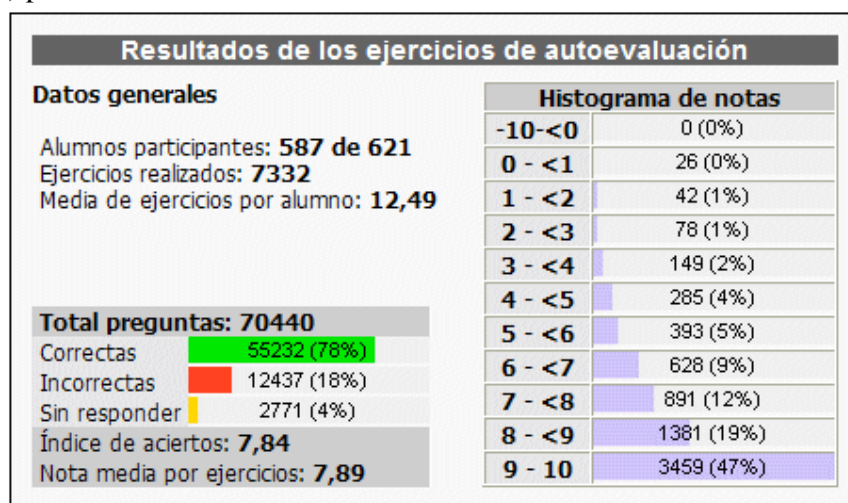 Resultados de los ejercicios de autoevaluación
Datos generales
Alumnos participantes: 587 de 621
Ejercicios realizados: 7332
Media de ejercicios por alumno: 12,49
Total preguntas: 70440
Correctas 55232 (78%)
Incorrectas 12437 (18%)
Sin responder 2771 (4%)
Índice de aciertos: 7,84
Nota media por ejercicios: 7,89
Histograma de notas
-10-<0 0 (0%)
0 - <1 26 (0%)
1 - <2 42 (1%)
2 - <3 78 (1%)
3 - <4 149 (2%)
4 - <5 285 (4%)
5 - <6 393 (5%)
6 - <7 628 (9%)
7 - <8 891 (12%)
8 - <9 1381 (19%)
9 - 10 3459 (47%)